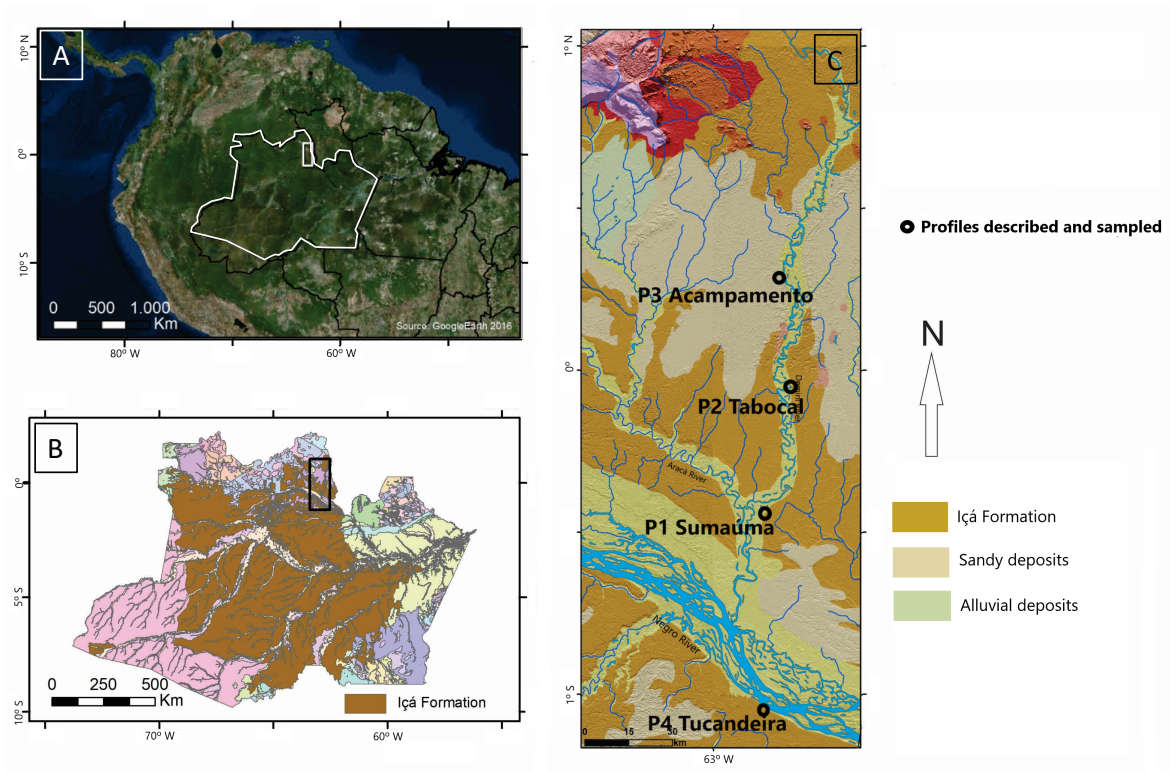 A
10° N
0°
10° S
0 500 1.000
Km
Source: GoogleEarth 2016
80° W
60° W
B
0°
5° S
10° S
0 250 500
Km
Içá Formation
70° W
60° W
C
1° N
0°
1° S
P3 Acampamento
P2 Tabocal
Aracá River
P1 Sumaúma
Negro River
P4 Tucandeira
0 15 30
km
63° W
Profiles described and sampled
N
Içá Formation
Sandy deposits
Alluvial deposits